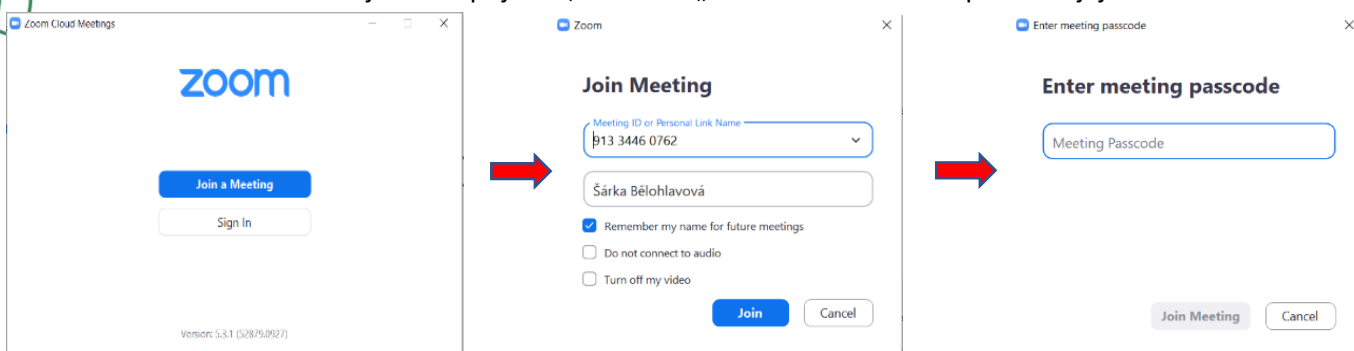 Zoom Cloud Meetings
zoom
Join a Meeting
Sign In
Version: 5.3.1 (52879.0927)
Zoom
Join Meeting
Meeting ID or Personal Link Name
913 3446 0762
Šárka Bělohlavová
Remember my name for future meetings
Do not connect to audio
Turn off my video
Join Cancel
Enter meeting passcode
Enter meeting passcode
Meeting Passcode
Join Meeting Cancel